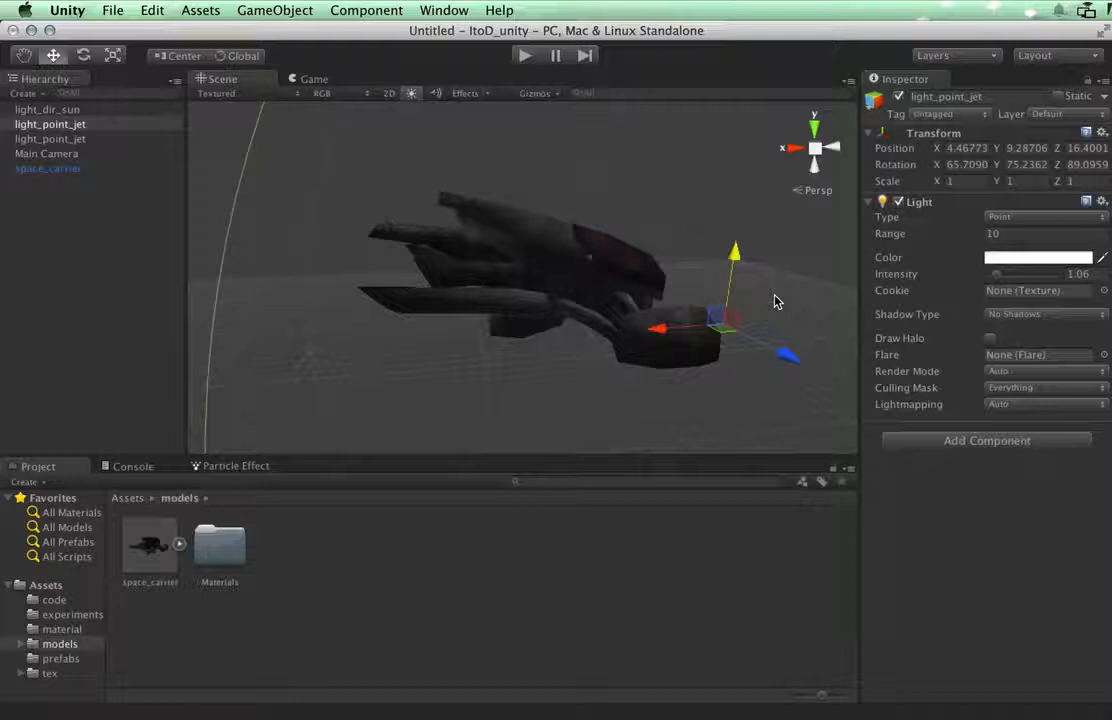 Unity File Edit Assets GameObject Component Window Help
Untitled - ItoD_unity - PC, Mac & Linux Standalone
Center Global Layers Layout
Hierarchy
Create All
light_dir_sun
light_point_jet
light_point_jet
Main Camera
space_carrier
Scene Game
Textured RGB 2D Effects Gizmos All
y
x
Persp
Inspector
light_point_jet Static
Tag Untagged Layer Default
Transform
Position X 4.46773 Y 9.28706 Z 16.4001
Rotation X 65.7090 Y 75.2362 Z 89.0959
Scale X 1 Y 1 Z 1
Light
Type Point
Range 10
Color
Intensity 1.06
Cookie None (Texture)
Shadow Type No Shadows
Draw Halo
Flare None (Flare)
Render Mode Auto
Culling Mask Everything
Lightmapping Auto
Add Component
Project Console Particle Effect
Create
Favorites
All Materials
All Models
All Prefabs
All Scripts
Assets
code
experiments
material
models
prefabs
tex
Assets models
space_carrier Materials